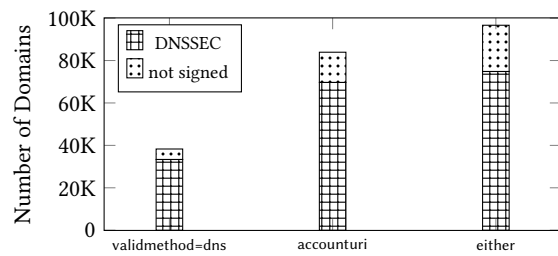 Number of Domains
100K
80K
60K
40K
20K
0
DNSSEC
not signed
validmethod=dns
accounturi
either